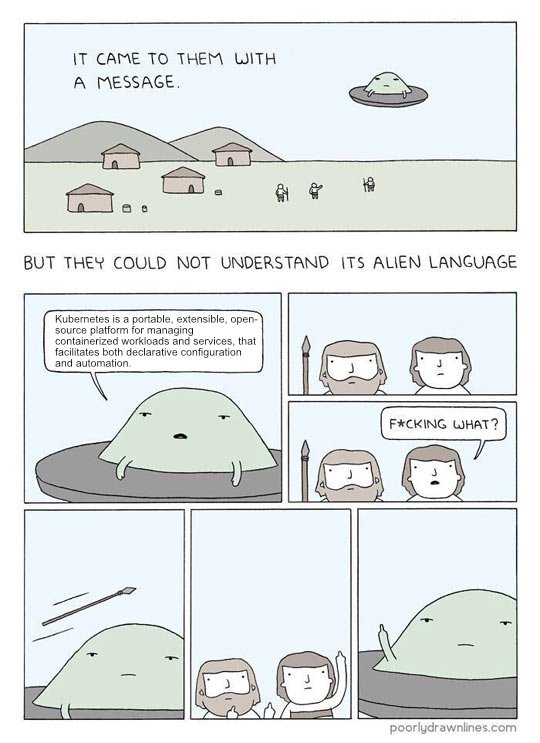 IT CAME TO THEM WITH
A MESSAGE.
BUT THEY COULD NOT UNDERSTAND ITS ALIEN LANGUAGE
Kubernetes is a portable, extensible, open-
source platform for managing
containerized workloads and services, that
facilitates both declarative configuration
and automation.
F*CKING WHAT?
poorlydrawnlines.com